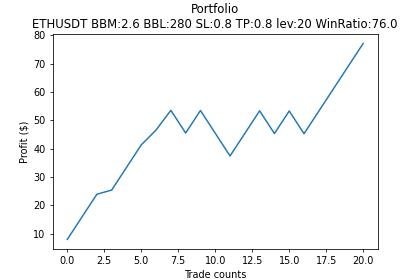 Portfolio
ETHUSDT BBM:2.6 BBL:280 SL:0.8 TP:0.8 lev:20 WinRatio:76.0
80
70
60
50
40
30
20
10
Profit ($)
0.0 2.5 5.0 7.5 10.0 12.5 15.0 17.5 20.0
Trade counts